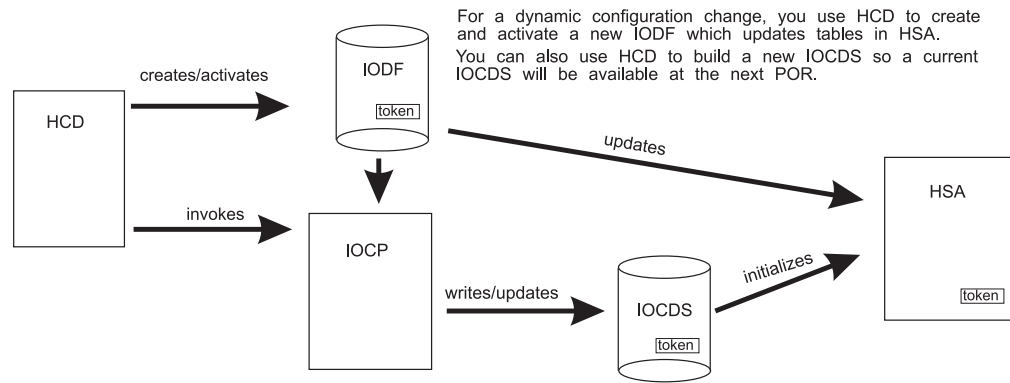 For a dynamic configuration change, you use HCD to create
and activate a new IODF which updates tables in HSA.
You can also use HCD to build a new IOCDS so a current
IOCDS will be available at the next POR.
creates/activates
IODF
token
HCD
updates
HSA
invokes
IOCP
initializes
writes/updates
IOCDS
token
token